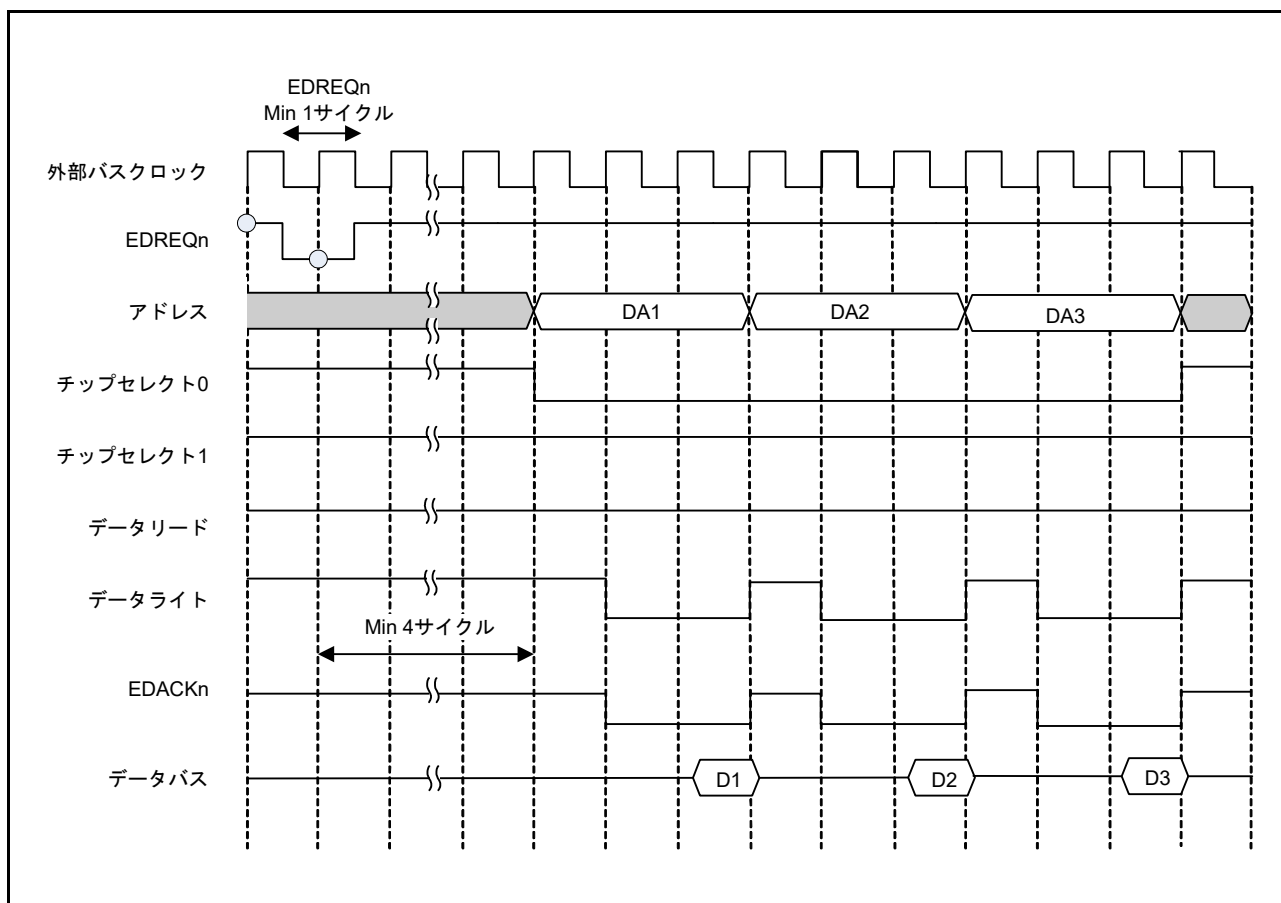 EDREQn
Min 1サイクル
外部バスクロック
EDREQn
アドレス
DA1
DA2
DA3
チップセレクト0
チップセレクト1
データリード
データライト
Min 4サイクル
EDACKn
データバス
D1
D2
D3